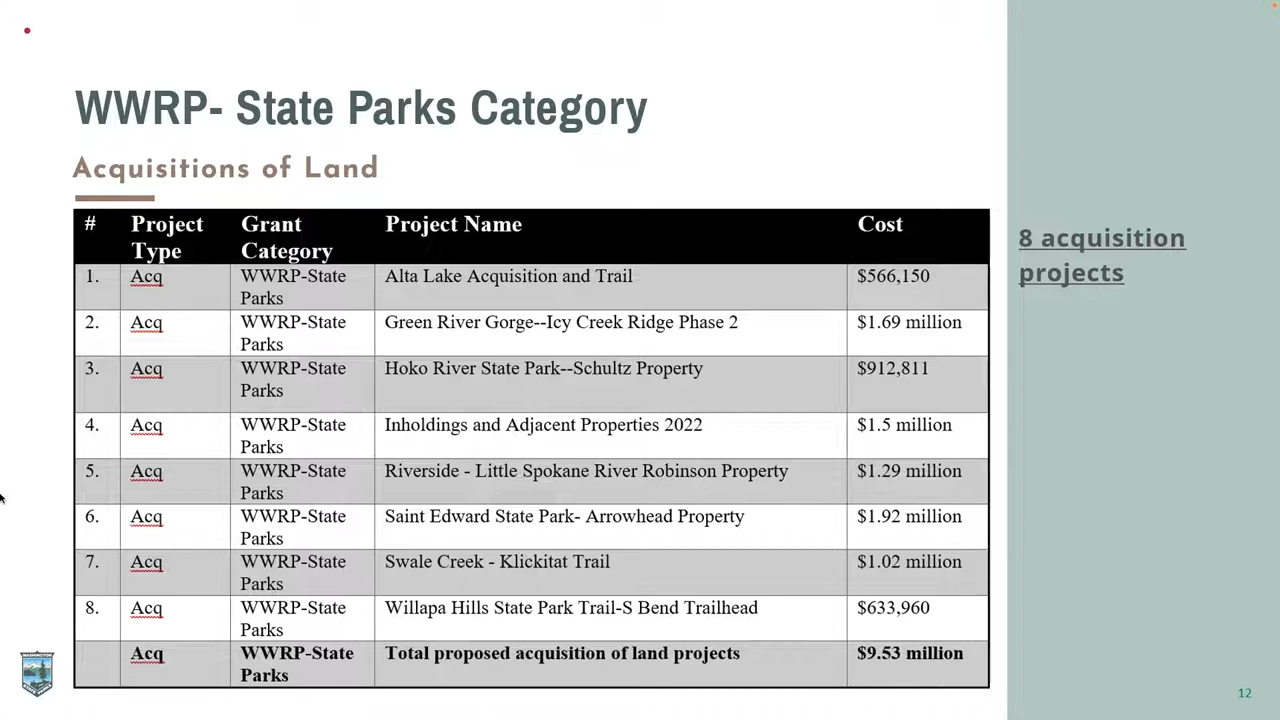 WWRP- State Parks Category
Acquisitions of Land
# Project Type Grant Category Project Name Cost
1. Acq WWRP-State Parks Alta Lake Acquisition and Trail $566,150
2. Acq WWRP-State Parks Green River Gorge--Icy Creek Ridge Phase 2 $1.69 million
3. Acq WWRP-State Parks Hoko River State Park--Schultz Property $912,811
4. Acq WWRP-State Parks Inholdings and Adjacent Properties 2022 $1.5 million
5. Acq WWRP-State Parks Riverside - Little Spokane River Robinson Property $1.29 million
6. Acq WWRP-State Parks Saint Edward State Park- Arrowhead Property $1.92 million
7. Acq WWRP-State Parks Swale Creek - Klickitat Trail $1.02 million
8. Acq WWRP-State Parks Willapa Hills State Park Trail-S Bend Trailhead $633,960
Acq WWRP-State Parks Total proposed acquisition of land projects $9.53 million
8 acquisition
projects
12